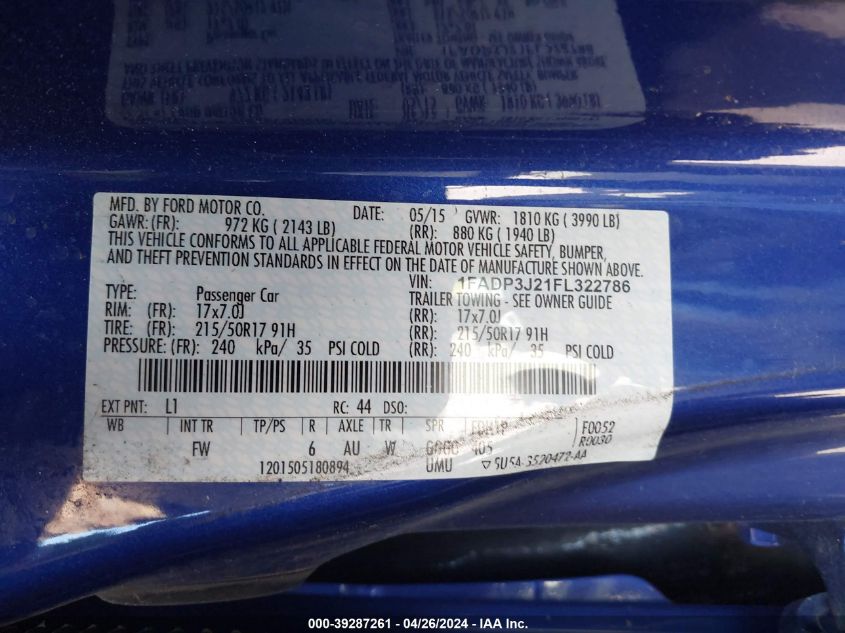 MFD. BY FORD MOTOR CO. DATE: 05/15 GVWR: 1810 KG ( 3990 LB)
GAWR: (FR): 972 KG ( 2143 LB) (RR): 880 KG ( 1940 LB)
THIS VEHICLE CONFORMS TO ALL APPLICABLE FEDERAL MOTOR VEHICLE SAFETY, BUMPER,
AND THEFT PREVENTION STANDARDS IN EFFECT ON THE DATE OF MANUFACTURE SHOWN ABOVE.
VIN: 1FADP3J21FL322786
TYPE: Passenger Car TRAILER TOWING - SEE OWNER GUIDE
RIM: (FR): 17x7.0J (RR): 17x7.0J
TIRE: (FR): 215/50R17 91H (RR): 215/50R17 91H
PRESSURE: (FR): 240 kPa/ 35 PSI COLD (RR): 240 kPa/ 35 PSI COLD
EXT PNT: L1 RC: 44 DSO:
WB INT TR TP/PS R AXLE TR SPR F0052
FW 6 AU W 405 R0030
1201505180894 UMU 5U5A-3520472-AA
000-39287261 - 04/26/2024 - IAA Inc.